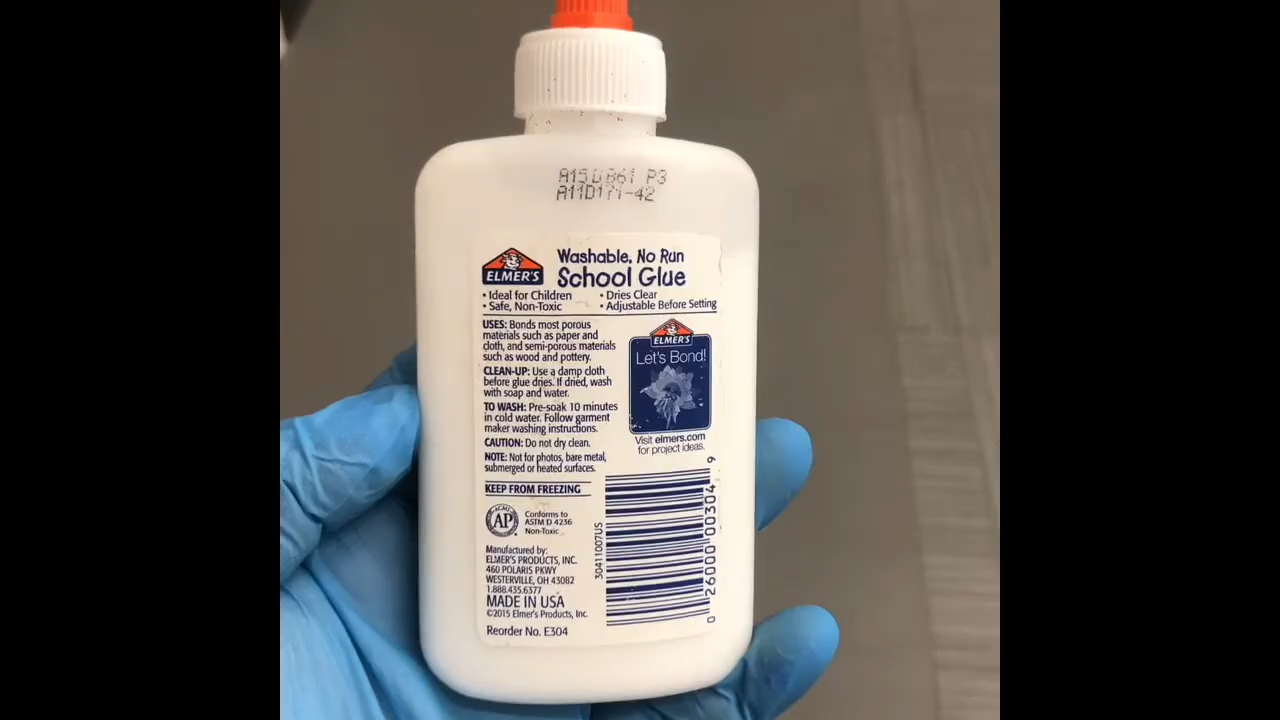 A15D861 P3
A11D171-42
ELMER'S
Washable, No Run
School Glue
• Ideal for Children
• Safe, Non-Toxic
• Dries Clear
• Adjustable Before Setting
USES: Bonds most porous
materials such as paper and
cloth, and semi-porous materials
such as wood and pottery.
CLEAN-UP: Use a damp cloth
before glue dries. If dried, wash
with soap and water.
TO WASH: Pre-soak 10 minutes
in cold water. Follow garment
maker washing instructions.
CAUTION: Do not dry clean.
NOTE: Not for photos, bare metal,
submerged or heated surfaces.
KEEP FROM FREEZING
ELMER'S
Let's Bond!
Visit elmers.com
for project ideas.
ACMI
AP
Conforms to
ASTM D 4236
Non-Toxic
Manufactured by:
ELMER'S PRODUCTS, INC.
460 POLARIS PKWY
WESTERVILLE, OH 43082
1.888.435.6377
MADE IN USA
©2015 Elmer's Products, Inc.
Reorder No. E304
30411007US
0 26000 00304 9